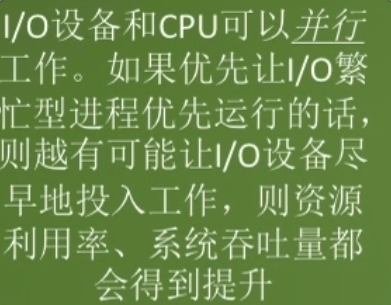 I/O设备和CPU可以并行
工作。如果优先让I/O繁
忙型进程优先运行的话，
则越有可能让I/O设备尽
早地投入工作，则资源
利用率、系统吞吐量都
会得到提升